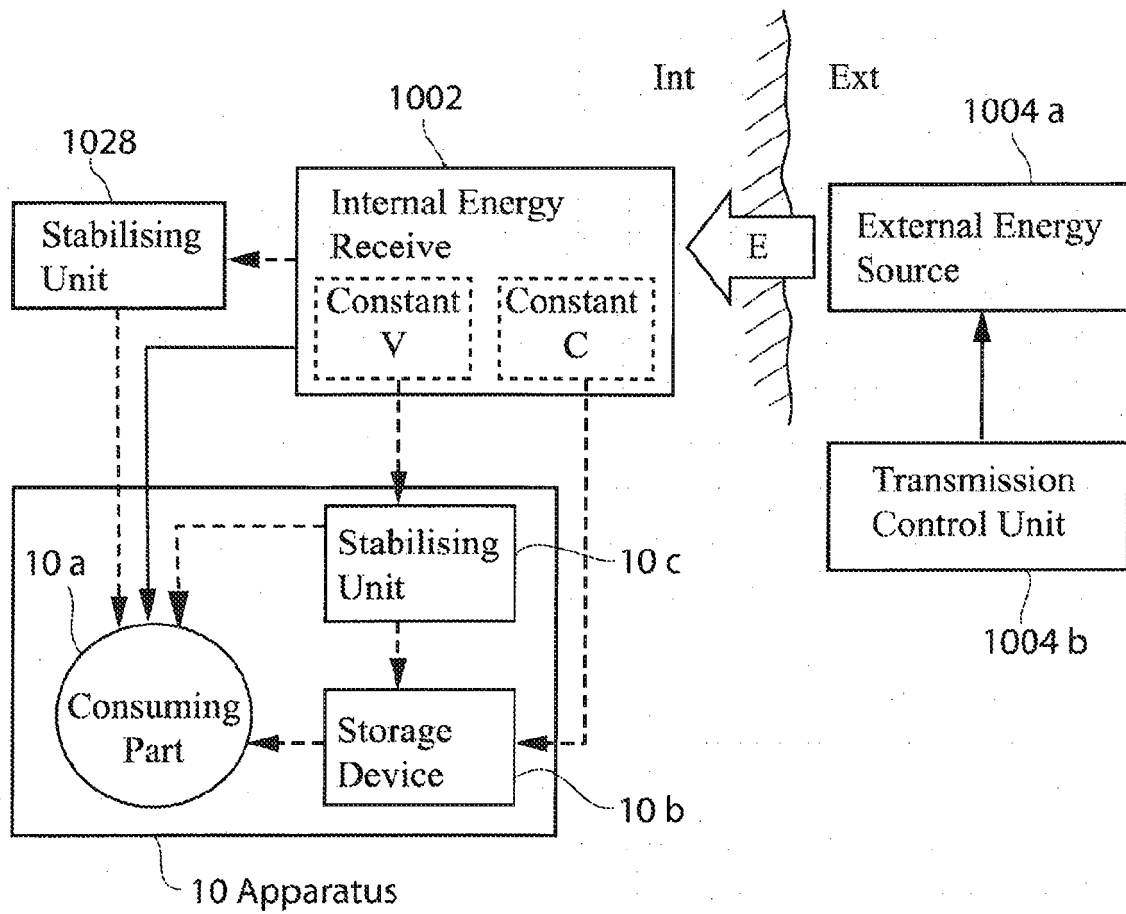 Int
Ext
1002
1004 a
1028
Internal Energy
Receive
External Energy
Source
Stabilising
Unit
E
Constant
V
Constant
C
Transmission
Control Unit
Stabilising
Unit
10 a
10 c
1004 b
Consuming
Part
Storage
Device
10 b
10 Apparatus